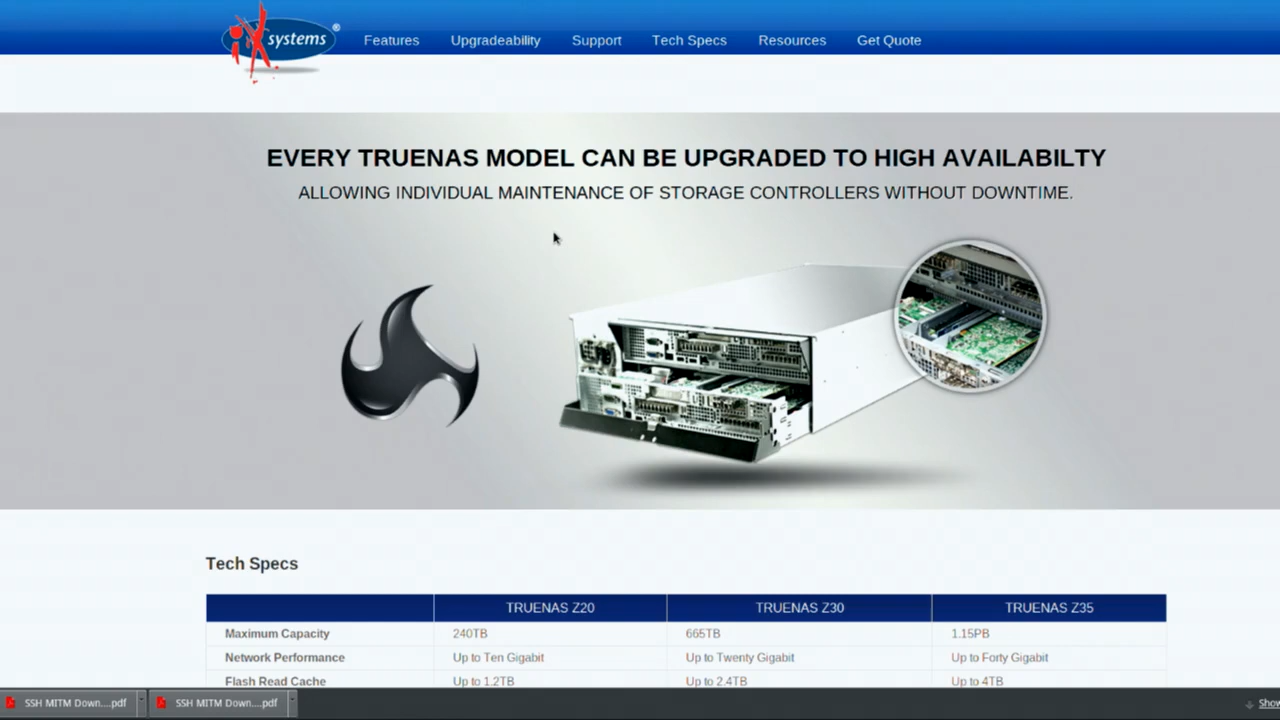 iXsystems®
Features Upgradeability Support Tech Specs Resources Get Quote
EVERY TRUENAS MODEL CAN BE UPGRADED TO HIGH AVAILABILTY
ALLOWING INDIVIDUAL MAINTENANCE OF STORAGE CONTROLLERS WITHOUT DOWNTIME.
Tech Specs
TRUENAS Z20 TRUENAS Z30 TRUENAS Z35
Maximum Capacity 240TB 665TB 1.15PB
Network Performance Up to Ten Gigabit Up to Twenty Gigabit Up to Forty Gigabit
Flash Read Cache Up to 1.2TB Up to 2.4TB Up to 4TB
SSH MITM Down....pdf SSH MITM Down....pdf Show